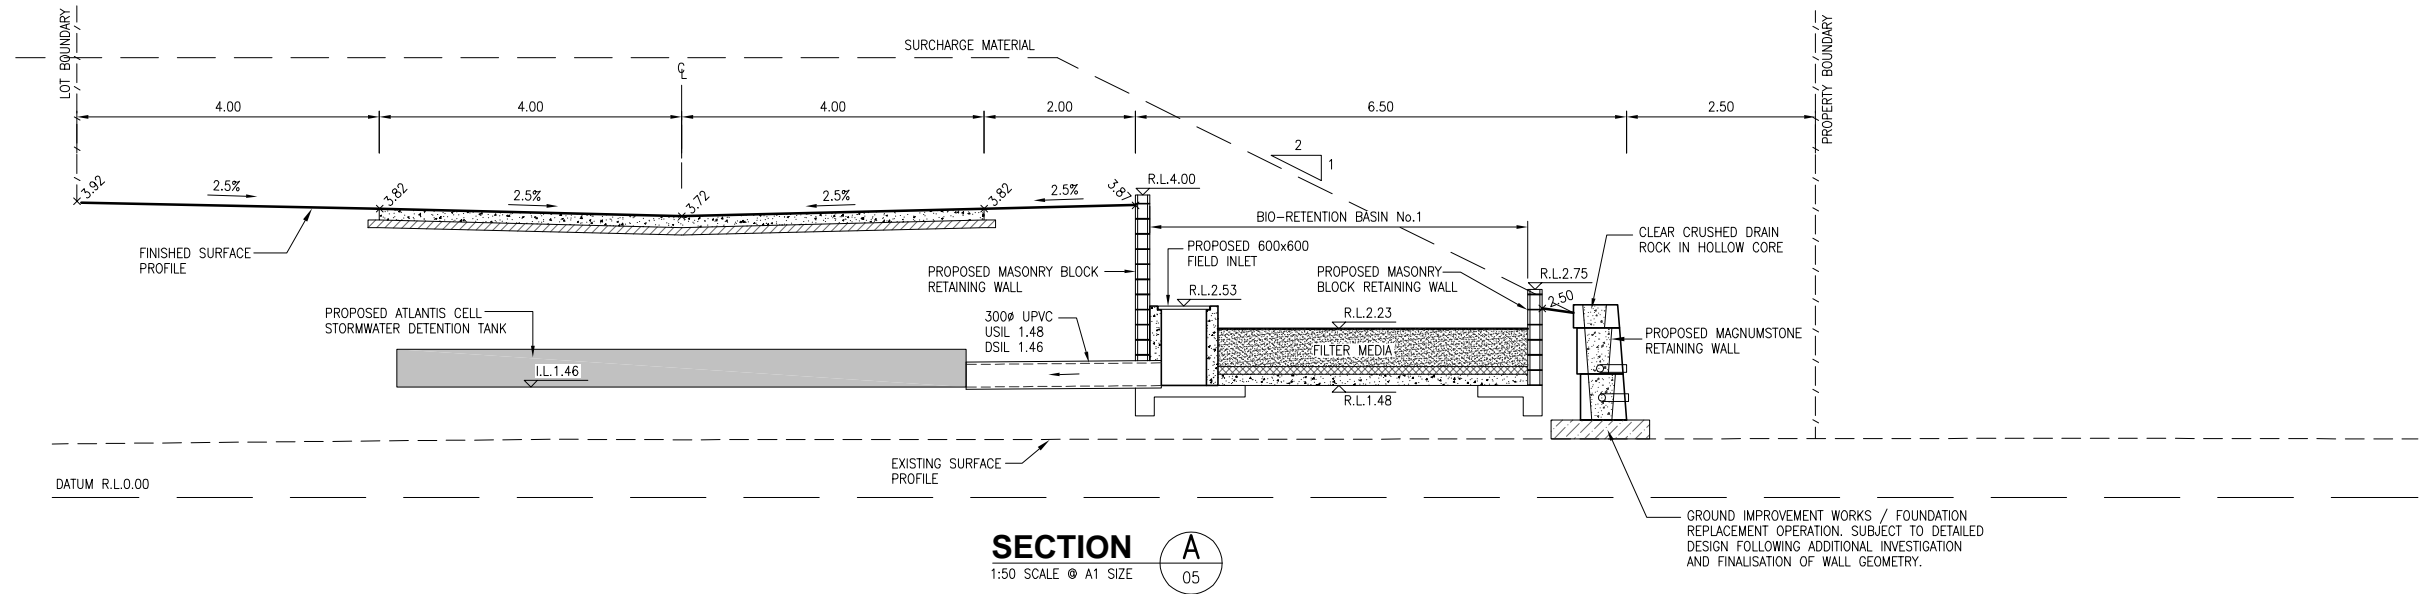 LOT BOUNDARY
SURCHARGE MATERIAL
PROPERTY BOUNDARY
℄
4.00
4.00
4.00
2.00
6.50
2.50
2
1
3.92
2.5%
3.82
2.5%
3.72
2.5%
3.82
2.5%
3.87
R.L.4.00
BIO-RETENTION BASIN No.1
FINISHED SURFACE
PROFILE
PROPOSED MASONRY BLOCK
RETAINING WALL
PROPOSED 600x600
FIELD INLET
PROPOSED MASONRY
BLOCK RETAINING WALL
CLEAR CRUSHED DRAIN
ROCK IN HOLLOW CORE
R.L.2.75
R.L.2.53
2.50
PROPOSED ATLANTIS CELL
STORMWATER DETENTION TANK
300ø UPVC
USIL 1.48
DSIL 1.46
R.L.2.23
PROPOSED MAGNUMSTONE
RETAINING WALL
FILTER MEDIA
I.L.1.46
R.L.1.48
EXISTING SURFACE
PROFILE
DATUM R.L.0.00
GROUND IMPROVEMENT WORKS / FOUNDATION
REPLACEMENT OPERATION. SUBJECT TO DETAILED
DESIGN FOLLOWING ADDITIONAL INVESTIGATION
AND FINALISATION OF WALL GEOMETRY.
SECTION
1:50 SCALE @ A1 SIZE
A
05